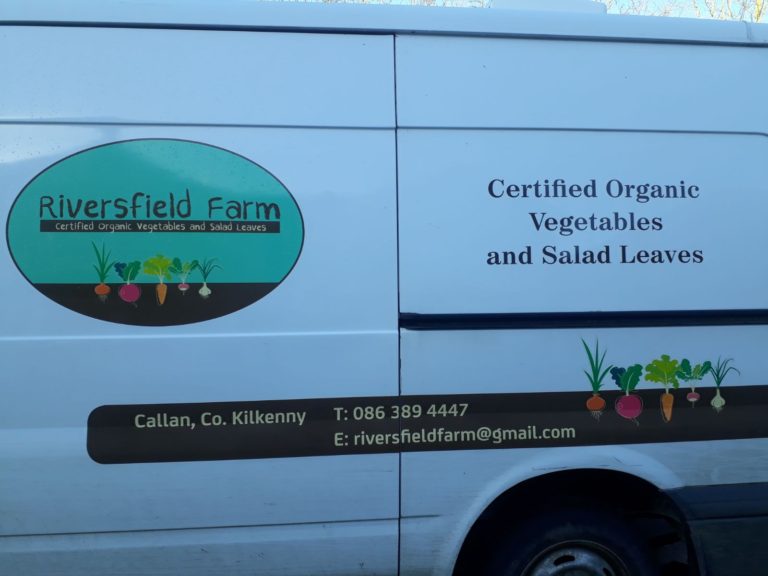 Riversfield Farm
Certified Organic Vegetables and Salad Leaves
Certified Organic
Vegetables
and Salad Leaves
Callan, Co. Kilkenny
T: 086 389 4447
E: riversfieldfarm@gmail.com